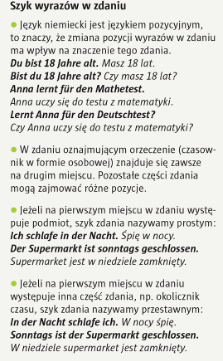 Szyk wyrazów w zdaniu
● Język niemiecki jest językiem pozycyjnym,
to znaczy, że zmiana pozycji wyrazów w zdaniu
ma wpływ na znaczenie tego zdania.
Du bist 18 Jahre alt. Masz 18 lat.
Bist du 18 Jahre alt? Czy masz 18 lat?
Anna lernt für den Mathetest.
Anna uczy się do testu z matematyki.
Lernt Anna für den Deutschtest?
Czy Anna uczy się do testu z matematyki?
● W zdaniu oznajmującym orzeczenie (czasow-
nik w formie osobowej) znajduje się zawsze
na drugim miejscu. Pozostałe części zdania
mogą zajmować różne pozycje.
● Jeżeli na pierwszym miejscu w zdaniu wystę-
puje podmiot, szyk zdania nazywamy prostym:
Ich schlafe in der Nacht. Śpię w nocy.
Der Supermarkt ist sonntags geschlossen.
Supermarket jest w niedziele zamknięty.
● Jeżeli na pierwszym miejscu w zdaniu
występuje inna część zdania, np. okolicznik
czasu, szyk zdania nazywamy przestawnym:
In der Nacht schlafe ich. W nocy śpię.
Sonntags ist der Supermarkt geschlossen.
W niedziele supermarket jest zamknięty.